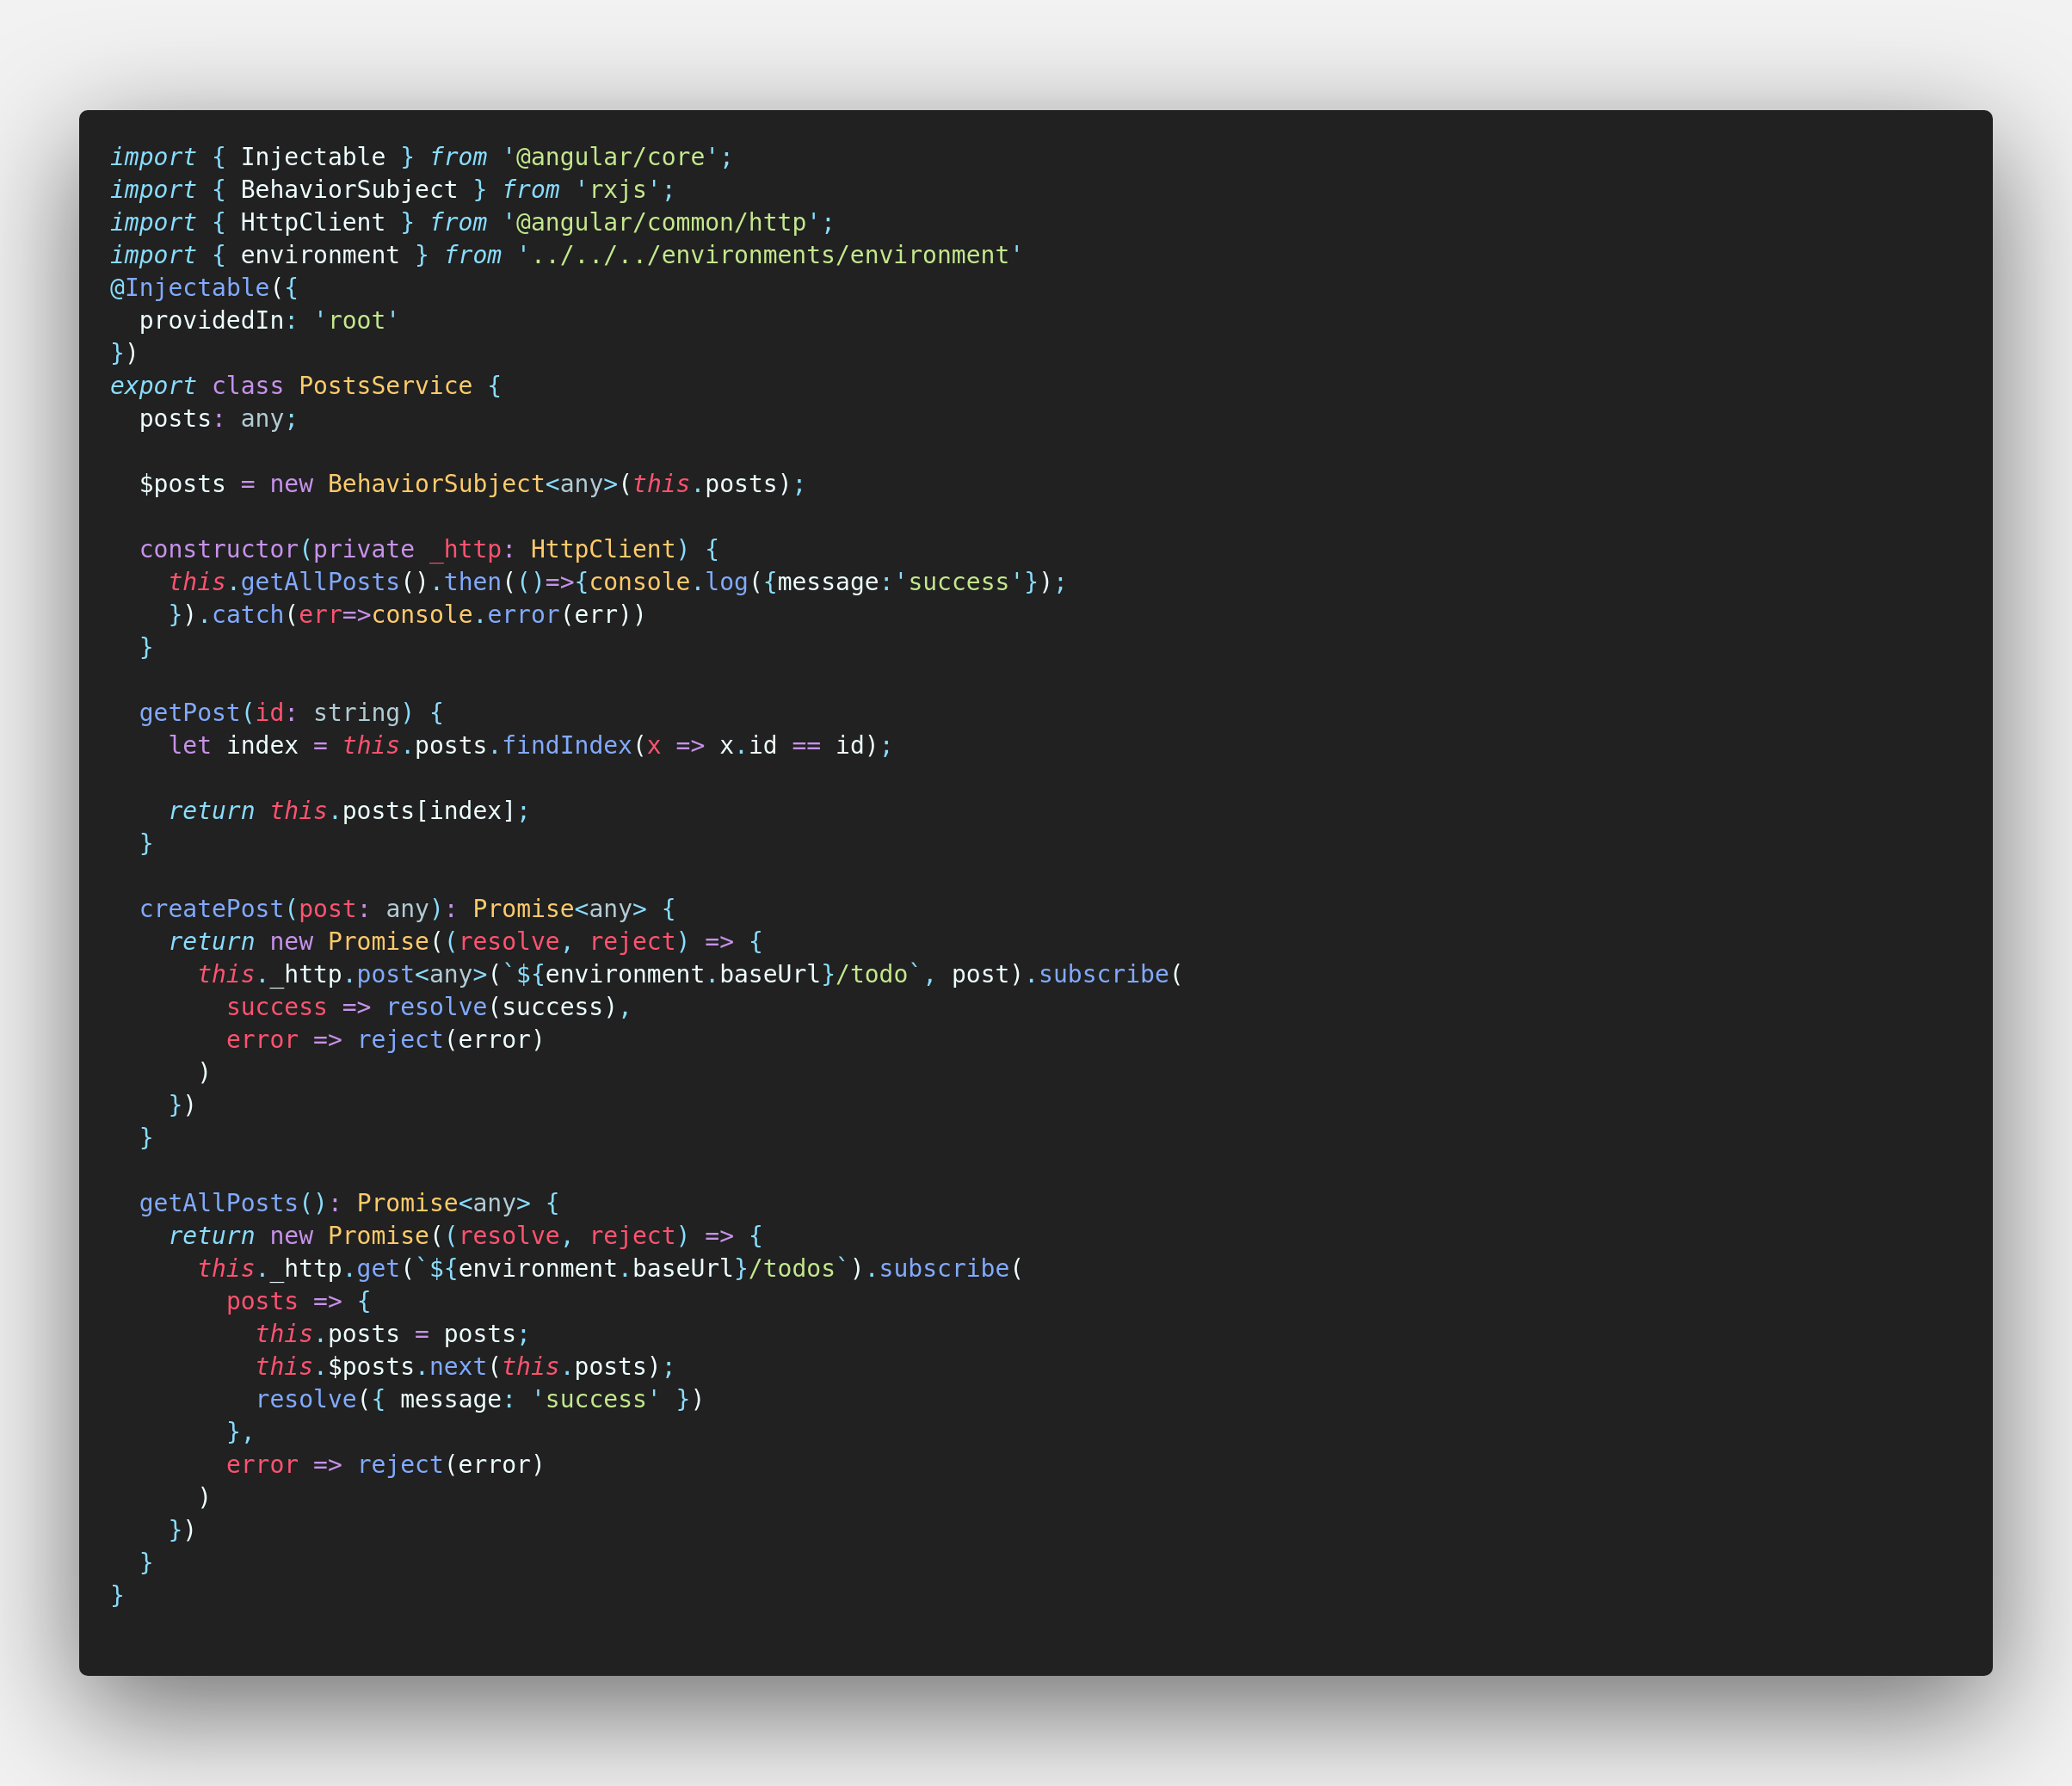 import { Injectable } from '@angular/core';
import { BehaviorSubject } from 'rxjs';
import { HttpClient } from '@angular/common/http';
import { environment } from '../../../environments/environment'
@Injectable({
  providedIn: 'root'
})
export class PostsService {
  posts: any;

  $posts = new BehaviorSubject<any>(this.posts);

  constructor(private _http: HttpClient) {
    this.getAllPosts().then(()=>{console.log({message:'success'});
    }).catch(err=>console.error(err))
  }

  getPost(id: string) {
    let index = this.posts.findIndex(x => x.id == id);

    return this.posts[index];
  }

  createPost(post: any): Promise<any> {
    return new Promise((resolve, reject) => {
      this._http.post<any>(`${environment.baseUrl}/todo`, post).subscribe(
        success => resolve(success),
        error => reject(error)
      )
    })
  }

  getAllPosts(): Promise<any> {
    return new Promise((resolve, reject) => {
      this._http.get(`${environment.baseUrl}/todos`).subscribe(
        posts => {
          this.posts = posts;
          this.$posts.next(this.posts);
          resolve({ message: 'success' })
        },
        error => reject(error)
      )
    })
  }
}